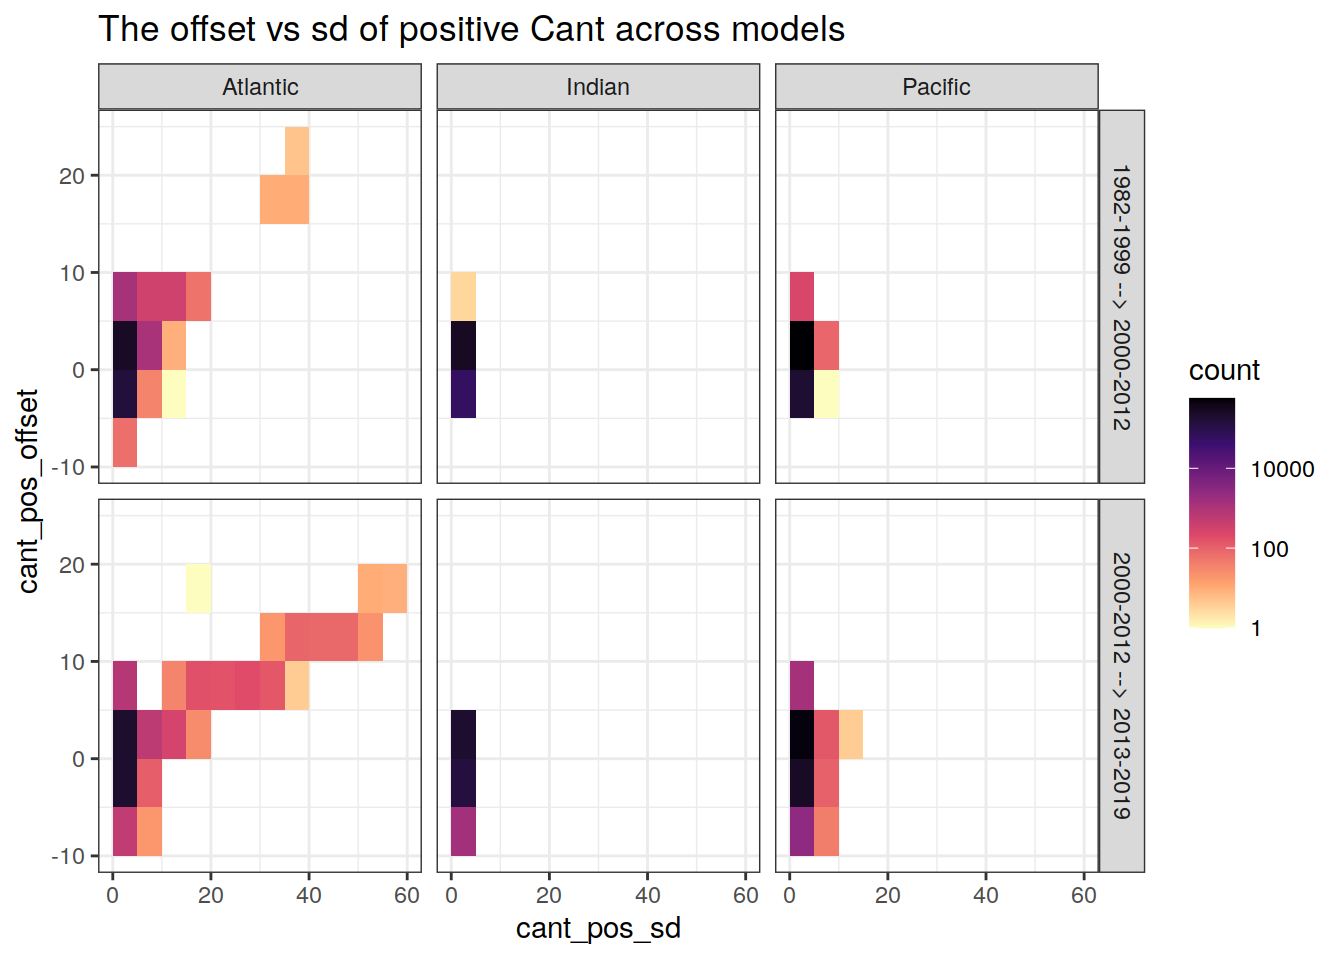 The offset vs sd of positive Cant across models
Atlantic
Indian
Pacific
20
10
0
-10
1982-1999 --> 2000-2012
20
10
0
-10
2000-2012 --> 2013-2019
cant_pos_offset
0 20 40 60
0 20 40 60
0 20 40 60
cant_pos_sd
count
10000
100
1